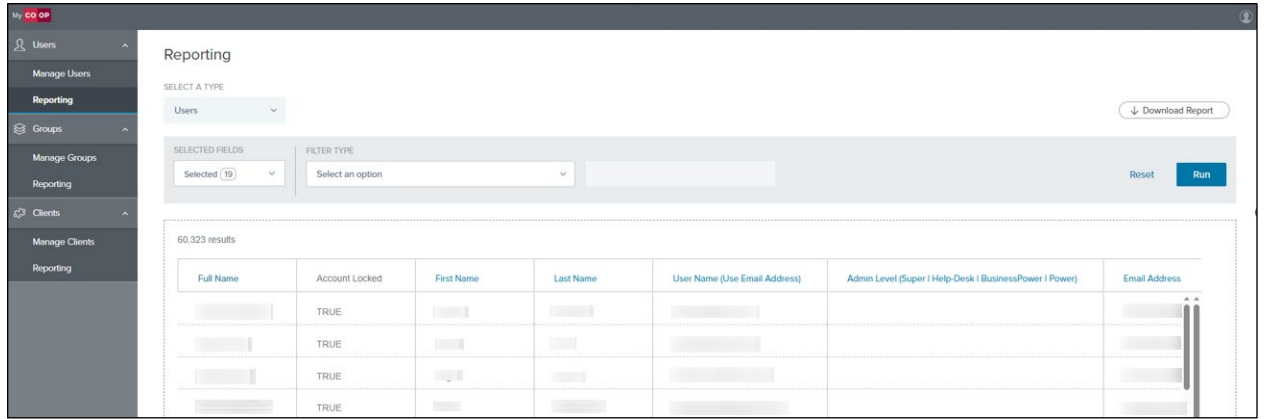 My CO OP
Users
Manage Users
Reporting
Groups
Manage Groups
Reporting
Clients
Manage Clients
Reporting
Reporting
SELECT A TYPE
Users
Download Report
SELECTED FIELDS FILTER TYPE
Selected 19 Select an option Reset Run
60,323 results
Full Name Account Locked First Name Last Name User Name (Use Email Address) Admin Level (Super | Help-Desk | BusinessPower | Power) Email Address
TRUE
TRUE
TRUE
TRUE